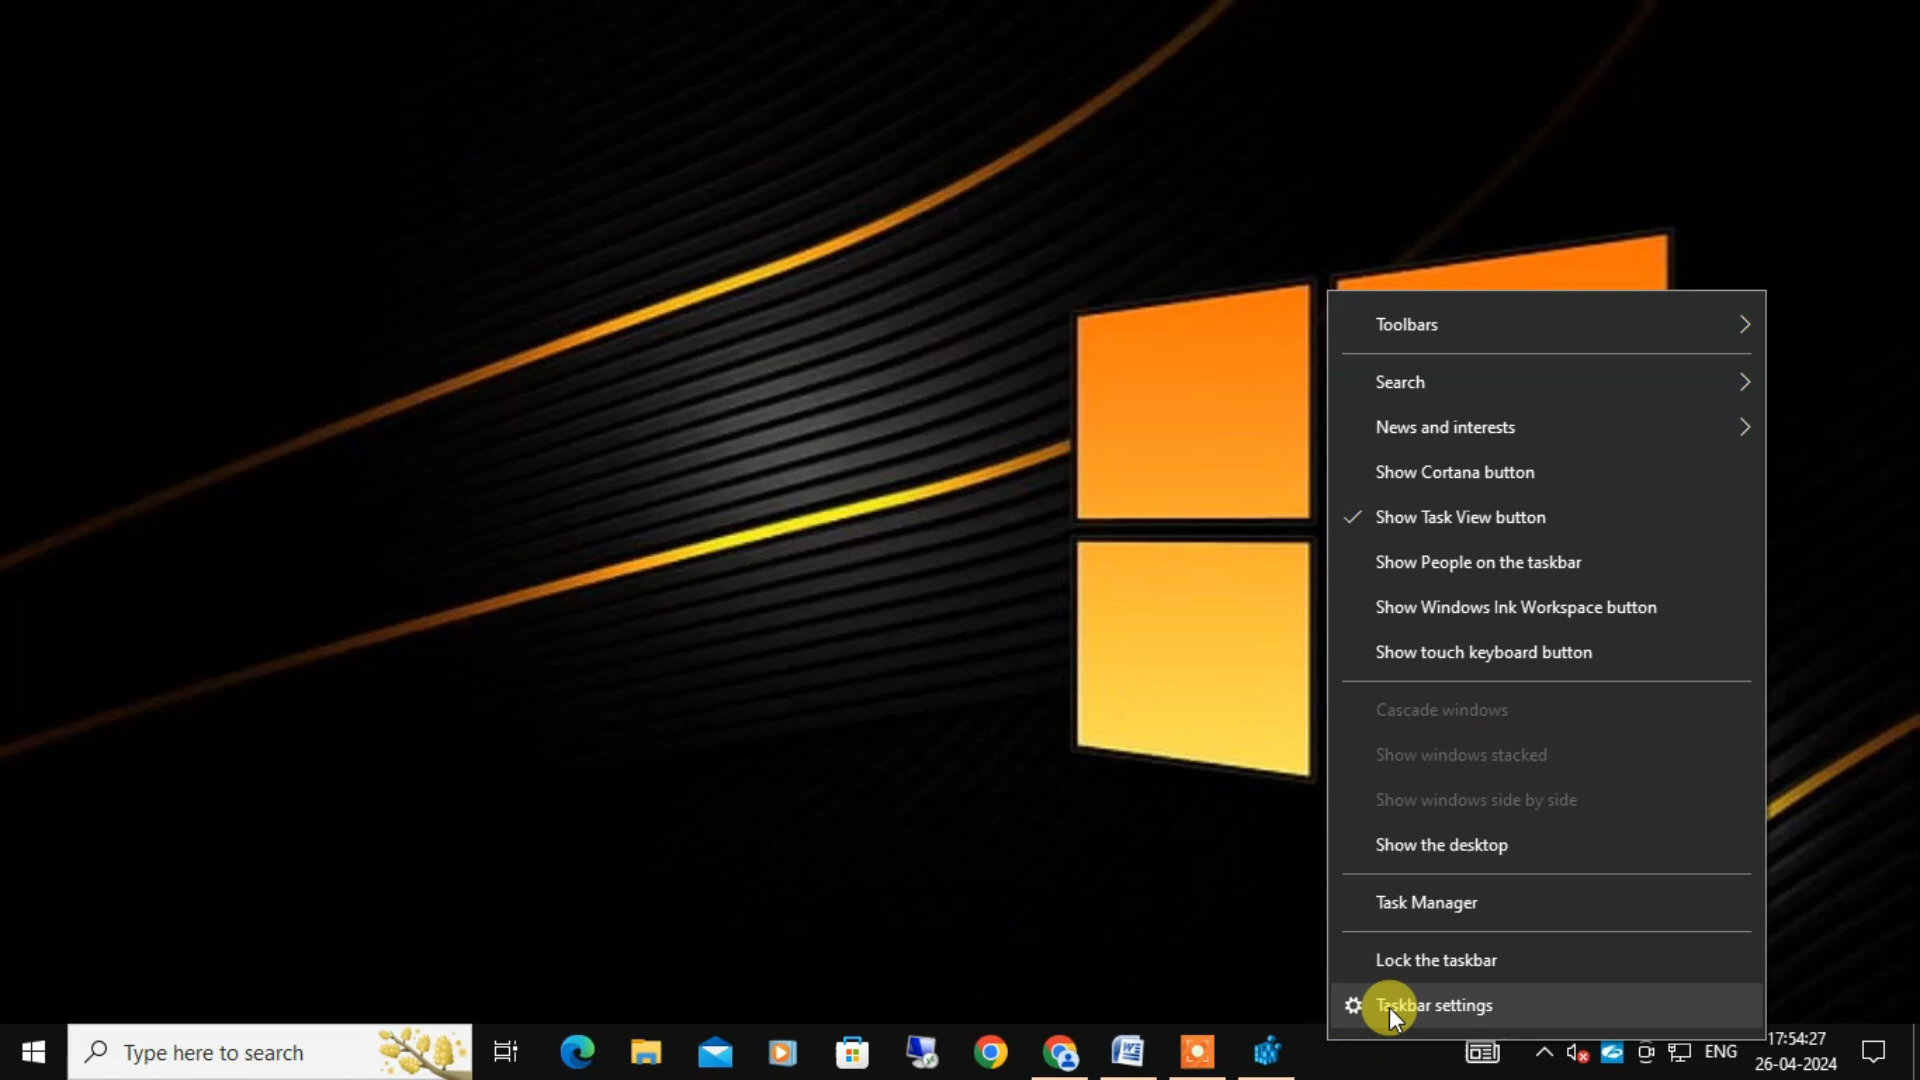 Toolbars
Search
News and interests
Show Cortana button
Show Task View button
Show People on the taskbar
Show Windows Ink Workspace button
Show touch keyboard button
Cascade windows
Show windows stacked
Show windows side by side
Show the desktop
Task Manager
Lock the taskbar
Taskbar settings
Type here to search
W
ENG
17:54:27
26-04-2024